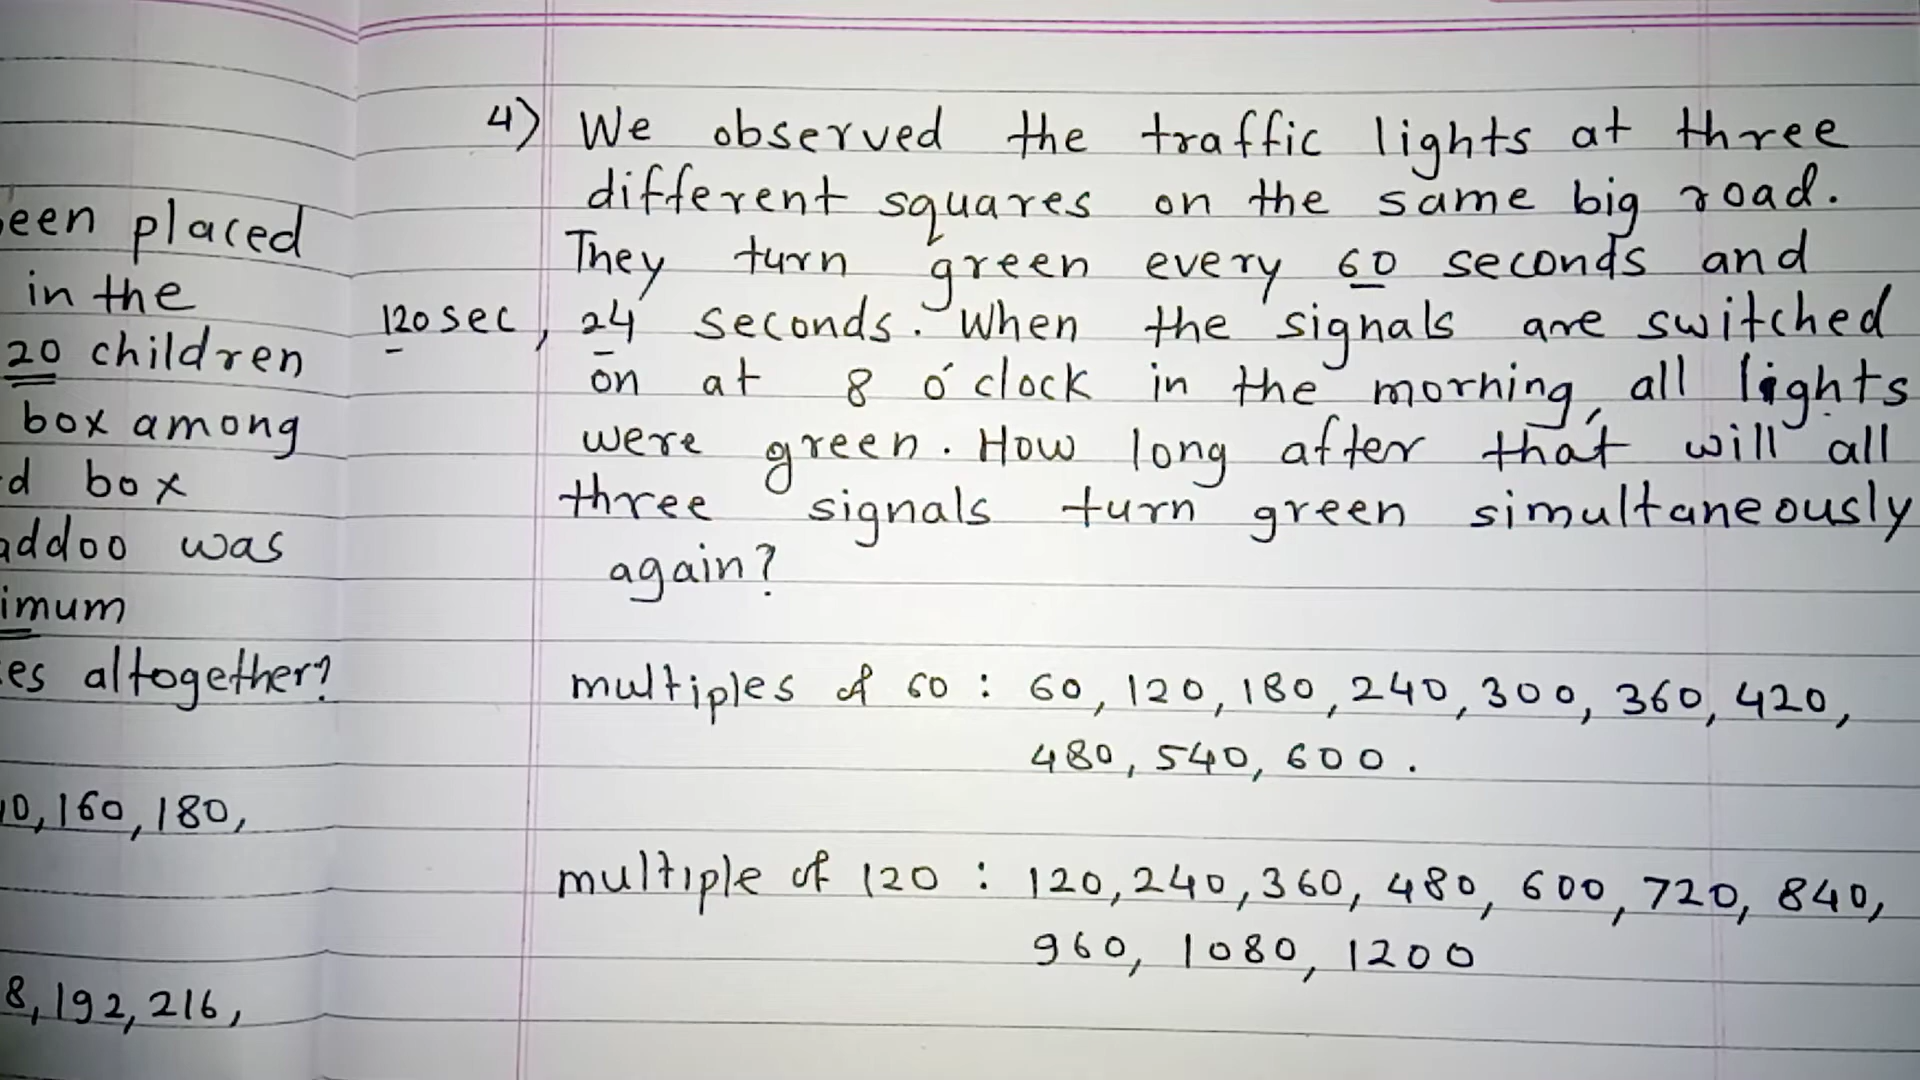 een placed
in the
20 children
box among
d box
addoo was
imum
es altogether?
0, 160, 180,
8, 192, 216,
4) We observed the traffic lights at three
different squares on the same big road.
They turn green every 60 seconds and
120 sec, 24 seconds. When the signals are switched
on at 8 o'clock in the morning, all lights
were green. How long after that will all
three signals turn green simultaneously
again?
multiples of 60 : 60, 120, 180, 240, 300, 360, 420,
480, 540, 600.
multiple of 120 : 120, 240, 360, 480, 600, 720, 840,
960, 1080, 1200